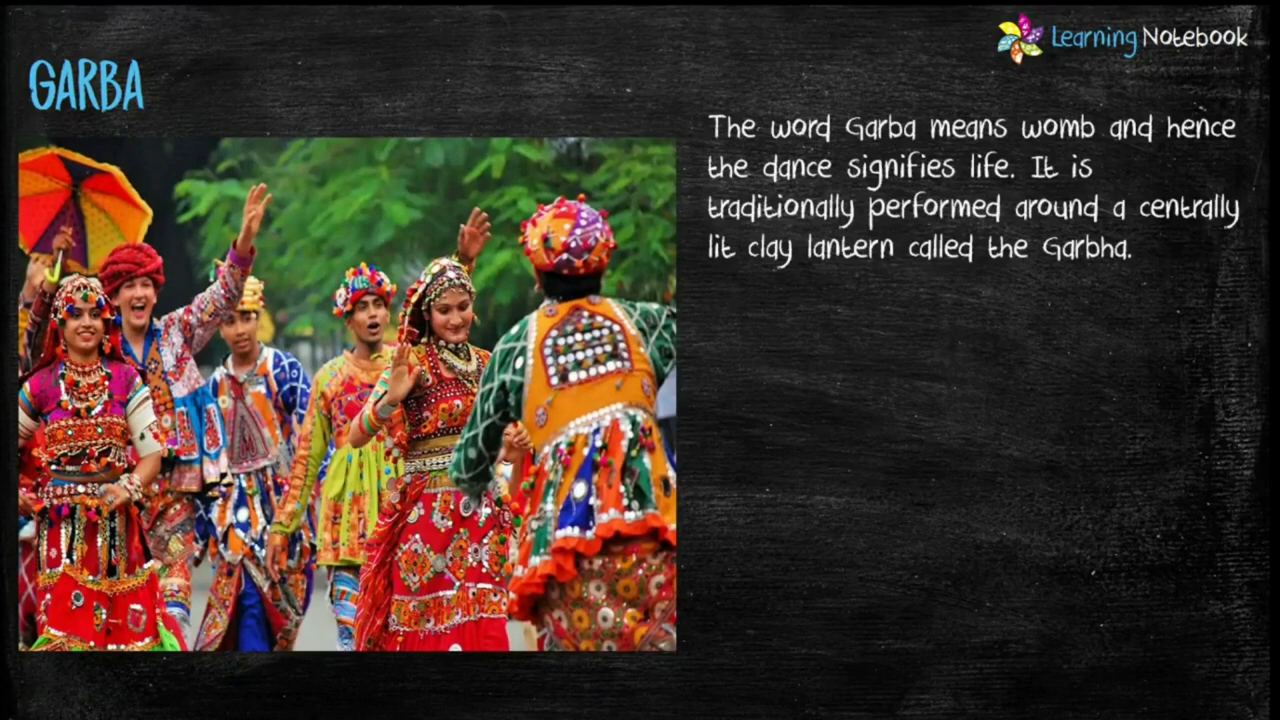 Learning Notebook
GARBA
The word Garba means womb and hence
the dance signifies life. It is
traditionally performed around a centrally
lit clay lantern called the Garbha.